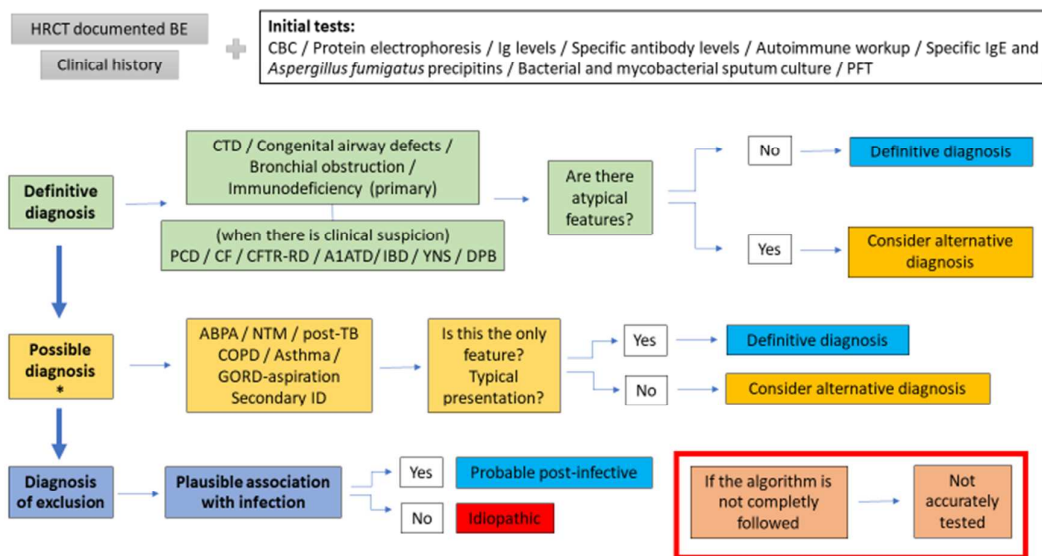 HRCT documented BE
Clinical history
Initial tests:
CBC / Protein electrophoresis / Ig levels / Specific antibody levels / Autoimmune workup / Specific IgE and
Aspergillus fumigatus precipitins / Bacterial and mycobacterial sputum culture / PFT
Definitive
diagnosis
CTD / Congenital airway defects /
Bronchial obstruction /
Immunodeficiency (primary)
(when there is clinical suspicion)
PCD / CF / CFTR-RD / A1ATD/ IBD / YNS / DPB
Are there
atypical
features?
No
Definitive diagnosis
Yes
Consider alternative
diagnosis
Possible
diagnosis
*
ABPA / NTM / post-TB
COPD / Asthma /
GORD-aspiration
Secondary ID
Is this the only
feature?
Typical
presentation?
Yes
Definitive diagnosis
No
Consider alternative diagnosis
Diagnosis
of exclusion
Plausible association
with infection
Yes
Probable post-infective
No
Idiopathic
If the algorithm is
not completly
followed
Not
accurately
tested